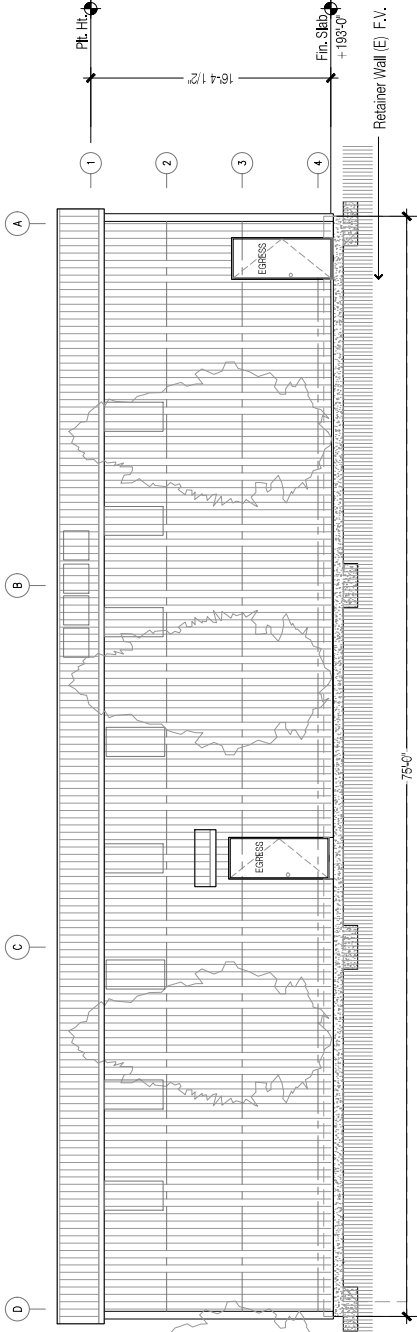 Plt. Ht.
16'-4 1/2"
Fin. Slab
+193'-0"
Retainer Wall (E) F.V.
1
2
3
4
A
B
C
D
EGRESS
EGRESS
75'-0"